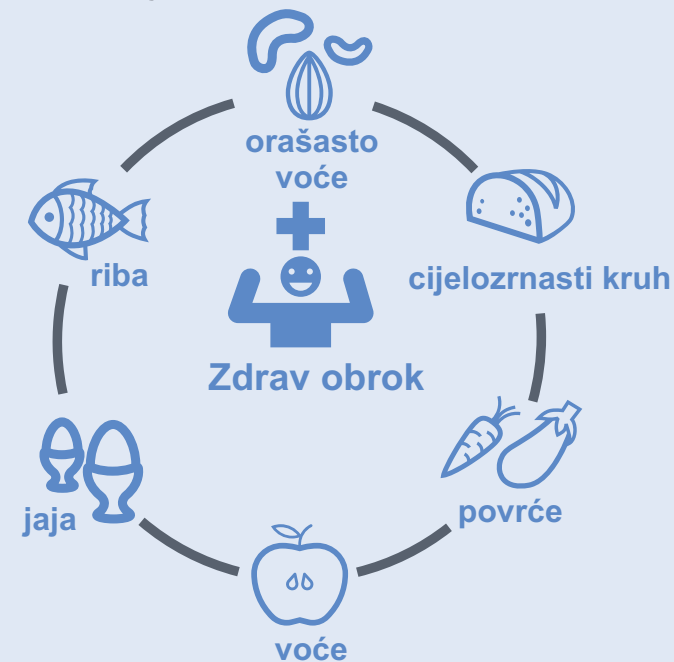 orašasto
voće
riba
cijelozrnasti kruh
Zdrav obrok
jaja
povrće
voće